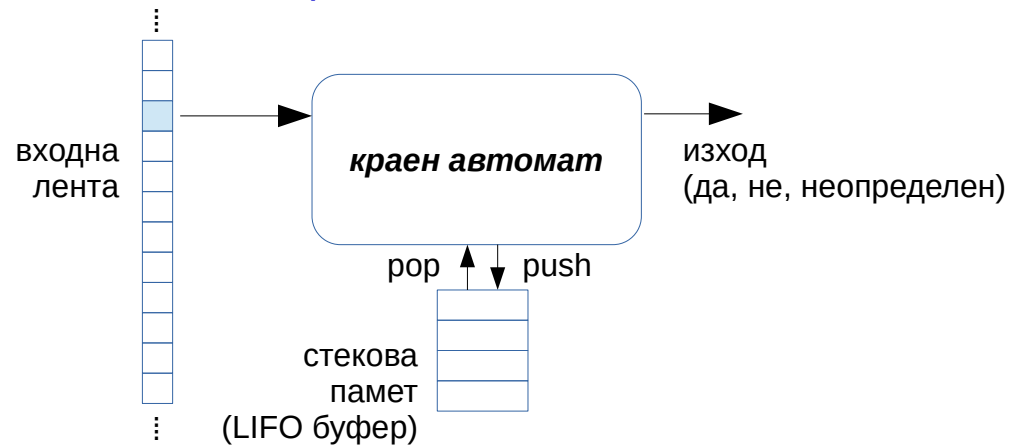 входна
лента
краен автомат
изход
(да, не, неопределен)
pop
push
стекова
памет
(LIFO буфер)